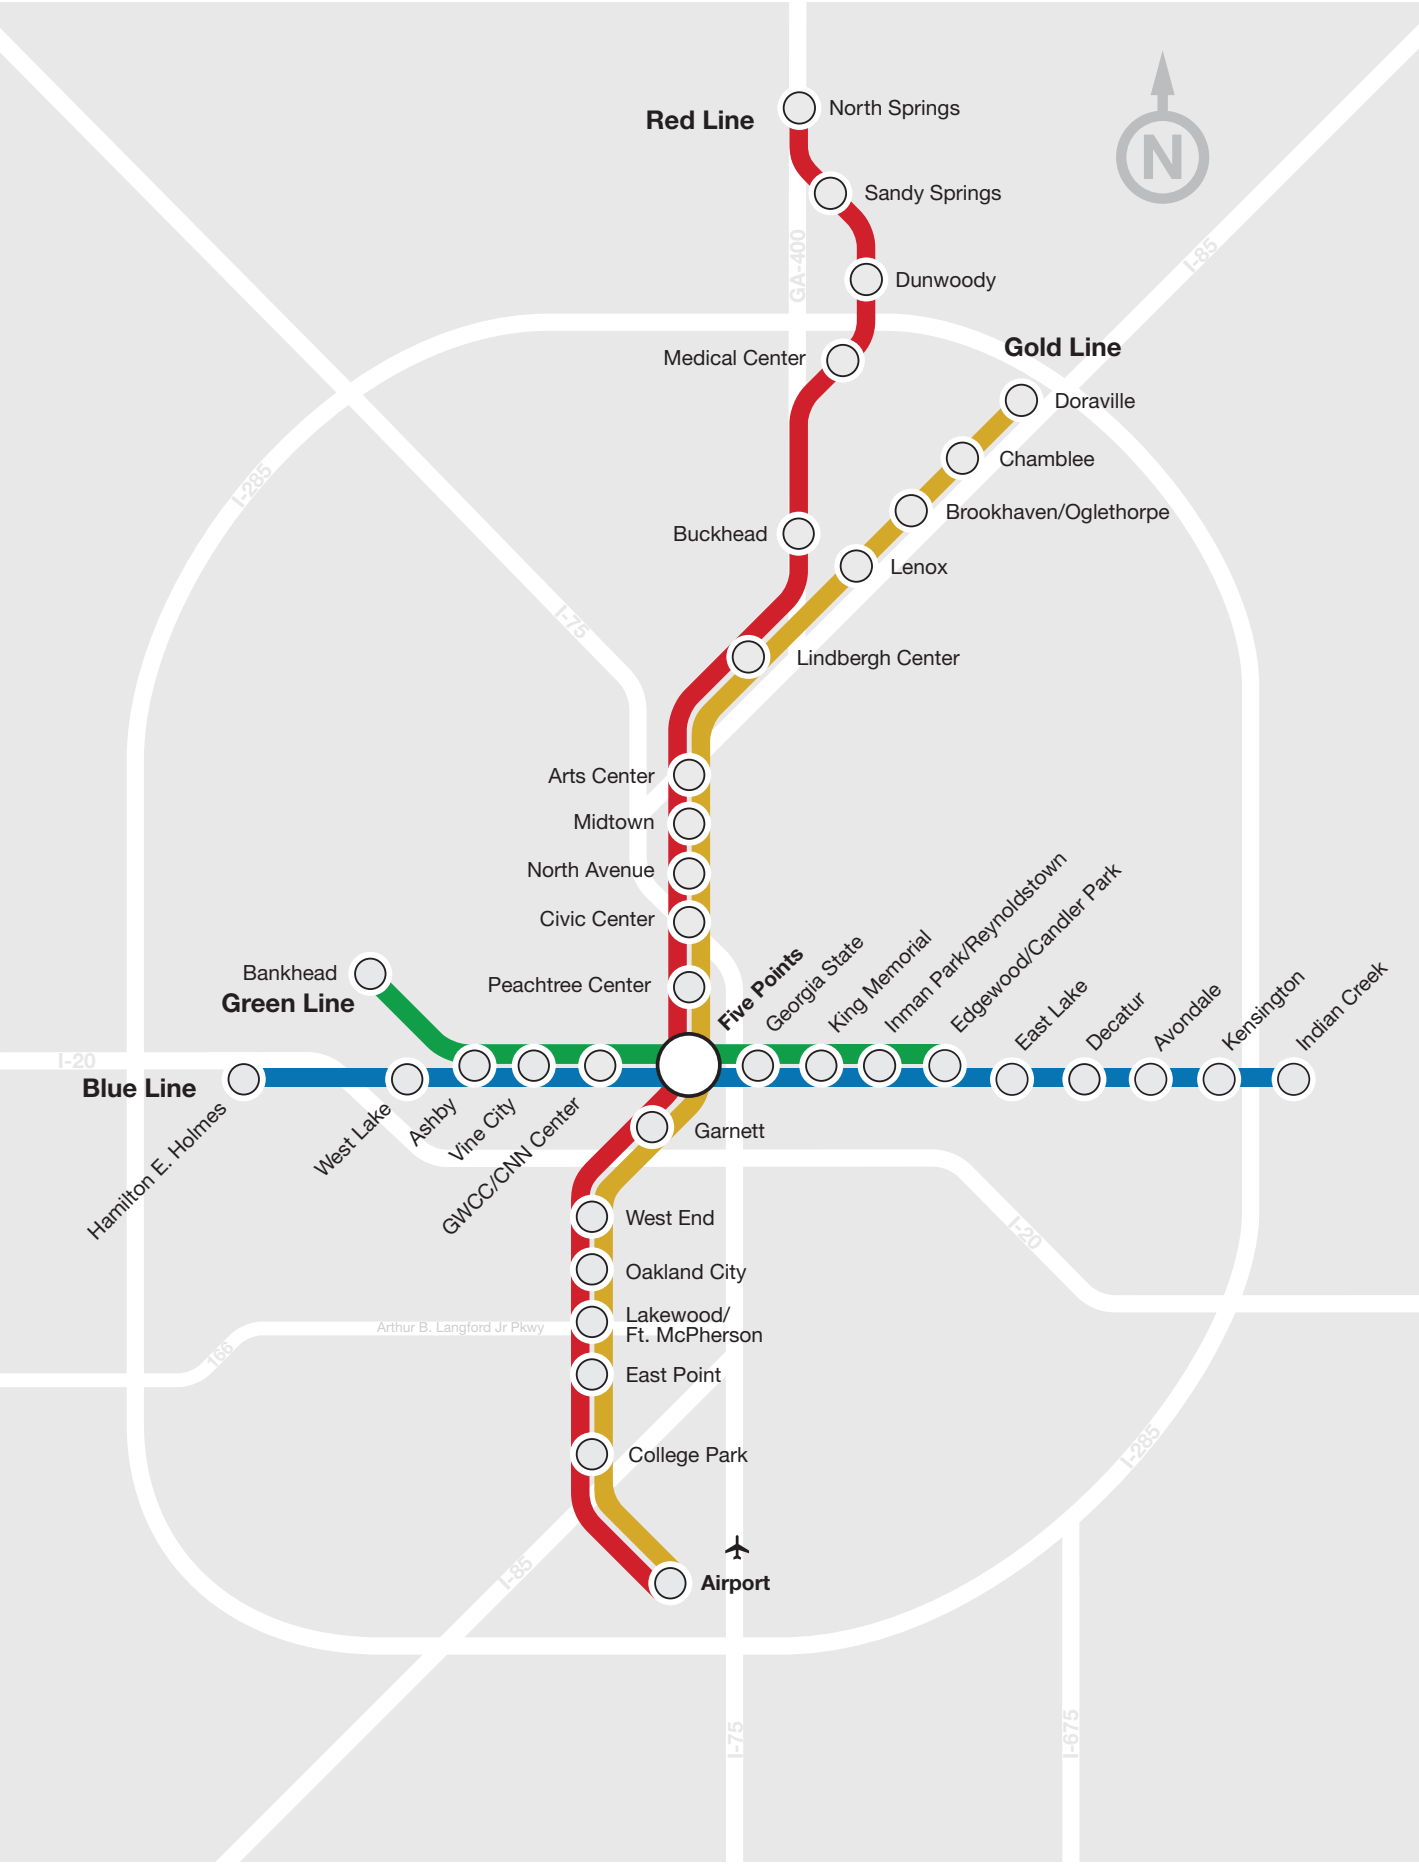 North Springs
Red Line
N
Sandy Springs
GA-400
I-85
Dunwoody
Gold Line
Medical Center
Doraville
Chamblee
I-285
Brookhaven/Oglethorpe
Buckhead
Lenox
I-75
Lindbergh Center
Arts Center
Midtown
North Avenue
Civic Center
Peachtree Center
Bankhead
Green Line
Five Points
Georgia State
King Memorial
Inman Park/Reynoldstown
Edgewood/Candler Park
East Lake
Decatur
Avondale
Kensington
Indian Creek
I-20
Blue Line
Hamilton E. Holmes
West Lake
Ashby
Vine City
GWCC/CNN Center
Garnett
West End
I-20
Oakland City
Lakewood/
Ft. McPherson
Arthur B. Langford Jr Pkwy
166
East Point
College Park
I-285
I-85
Airport
I-75
I-675